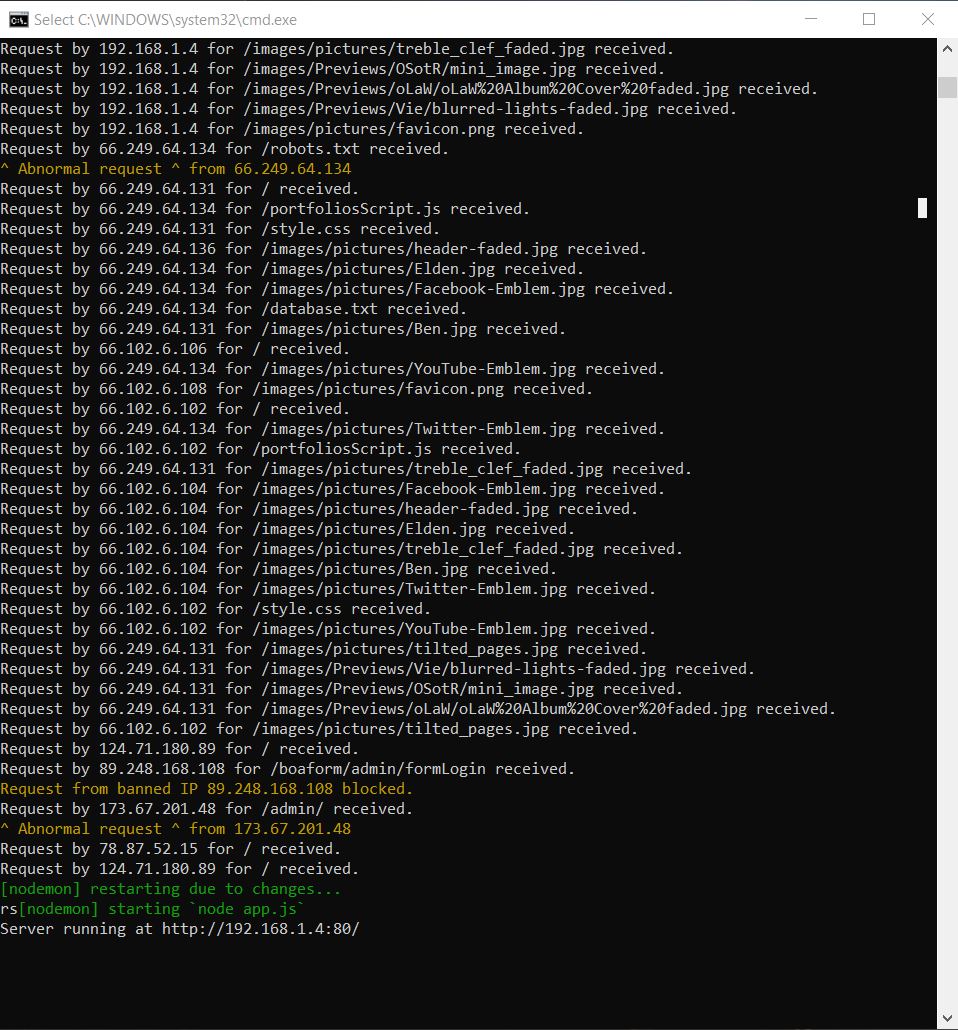 Select C:\WINDOWS\system32\cmd.exe
Request by 192.168.1.4 for /images/pictures/treble_clef_faded.jpg received.
Request by 192.168.1.4 for /images/Previews/OSotR/mini_image.jpg received.
Request by 192.168.1.4 for /images/Previews/oLaW/oLaW%20Album%20Cover%20faded.jpg received.
Request by 192.168.1.4 for /images/Previews/Vie/blurred-lights-faded.jpg received.
Request by 192.168.1.4 for /images/pictures/favicon.png received.
Request by 66.249.64.134 for /robots.txt received.
^ Abnormal request ^ from 66.249.64.134
Request by 66.249.64.131 for / received.
Request by 66.249.64.134 for /portfoliosScript.js received.
Request by 66.249.64.131 for /style.css received.
Request by 66.249.64.136 for /images/pictures/header-faded.jpg received.
Request by 66.249.64.134 for /images/pictures/Elden.jpg received.
Request by 66.249.64.134 for /images/pictures/Facebook-Emblem.jpg received.
Request by 66.249.64.134 for /database.txt received.
Request by 66.249.64.131 for /images/pictures/Ben.jpg received.
Request by 66.102.6.106 for / received.
Request by 66.249.64.134 for /images/pictures/YouTube-Emblem.jpg received.
Request by 66.102.6.108 for /images/pictures/favicon.png received.
Request by 66.102.6.102 for / received.
Request by 66.249.64.134 for /images/pictures/Twitter-Emblem.jpg received.
Request by 66.102.6.102 for /portfoliosScript.js received.
Request by 66.249.64.131 for /images/pictures/treble_clef_faded.jpg received.
Request by 66.102.6.104 for /images/pictures/Facebook-Emblem.jpg received.
Request by 66.102.6.104 for /images/pictures/header-faded.jpg received.
Request by 66.102.6.104 for /images/pictures/Elden.jpg received.
Request by 66.102.6.104 for /images/pictures/treble_clef_faded.jpg received.
Request by 66.102.6.104 for /images/pictures/Ben.jpg received.
Request by 66.102.6.104 for /images/pictures/Twitter-Emblem.jpg received.
Request by 66.102.6.102 for /style.css received.
Request by 66.102.6.102 for /images/pictures/YouTube-Emblem.jpg received.
Request by 66.249.64.131 for /images/pictures/tilted_pages.jpg received.
Request by 66.249.64.131 for /images/Previews/Vie/blurred-lights-faded.jpg received.
Request by 66.249.64.131 for /images/Previews/OSotR/mini_image.jpg received.
Request by 66.249.64.131 for /images/Previews/oLaW/oLaW%20Album%20Cover%20faded.jpg received.
Request by 66.102.6.102 for /images/pictures/tilted_pages.jpg received.
Request by 124.71.180.89 for / received.
Request by 89.248.168.108 for /boaform/admin/formLogin received.
Request from banned IP 89.248.168.108 blocked.
Request by 173.67.201.48 for /admin/ received.
^ Abnormal request ^ from 173.67.201.48
Request by 78.87.52.15 for / received.
Request by 124.71.180.89 for / received.
[nodemon] restarting due to changes...
rs[nodemon] starting `node app.js`
Server running at http://192.168.1.4:80/